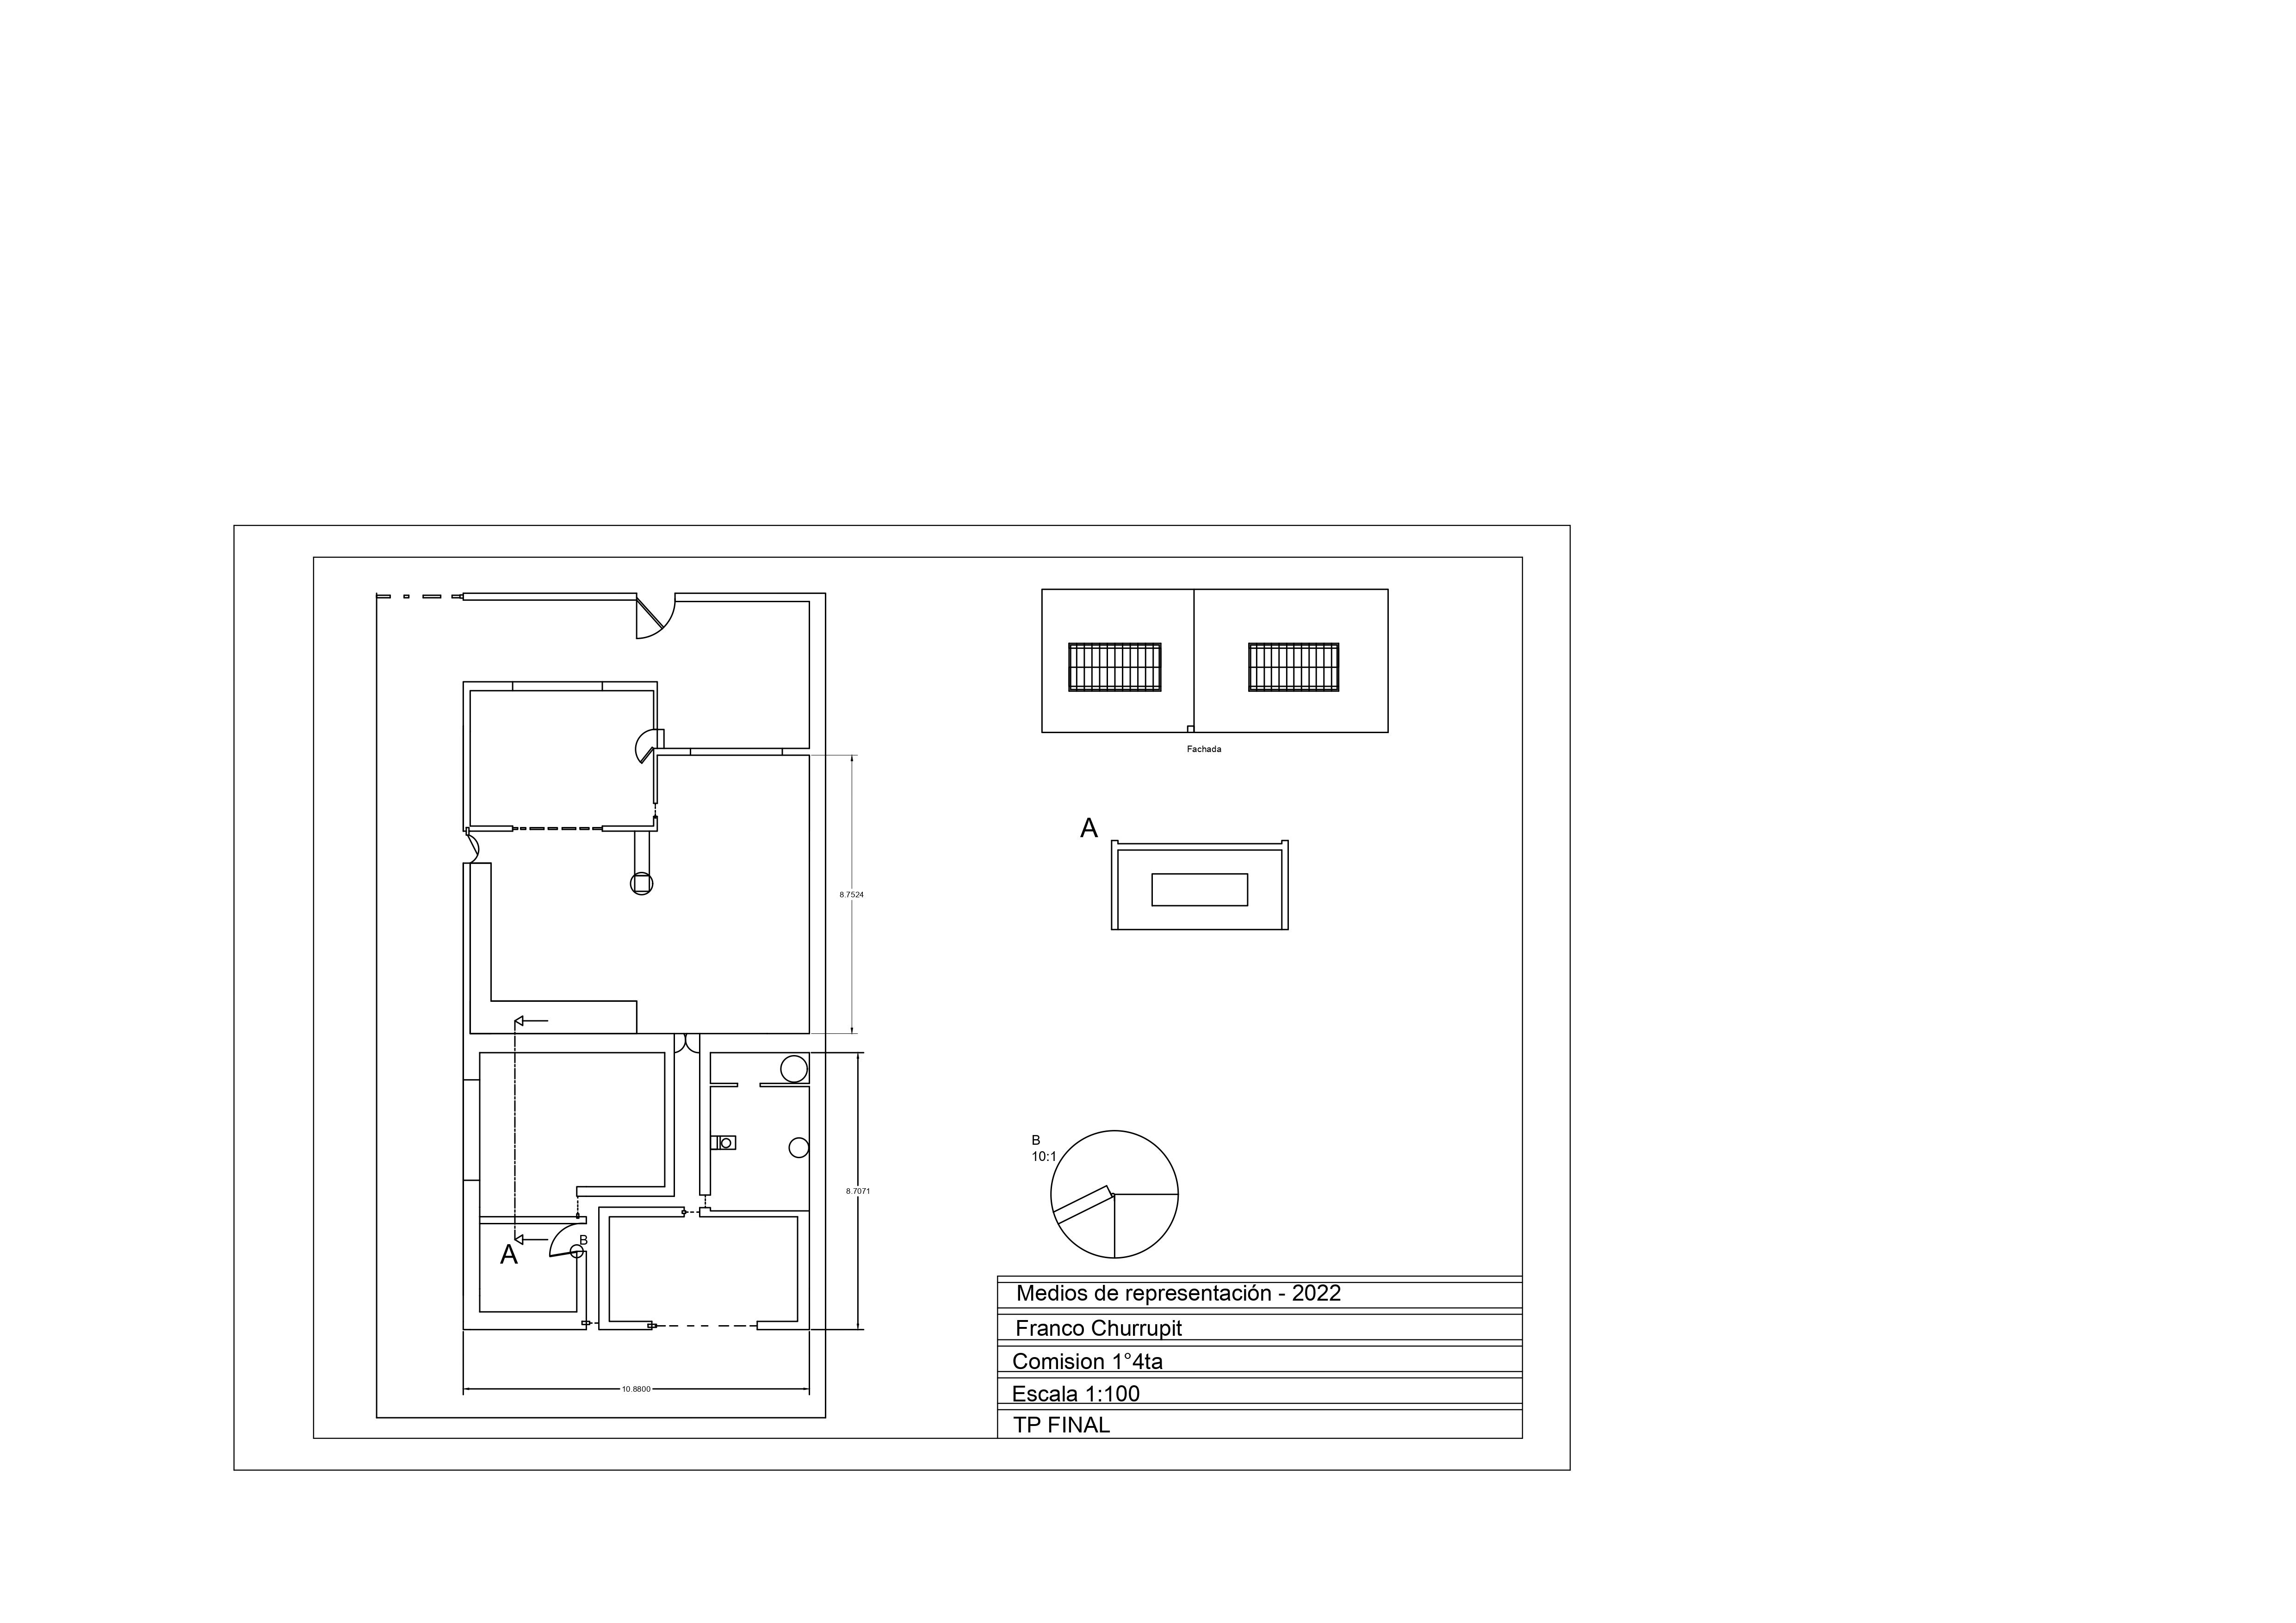 Fachada
A
8.7524
B
10:1
8.7071
B
A
10.8800
Medios de representación - 2022
Franco Churrupit
Comision 1°4ta
Escala 1:100
TP FINAL